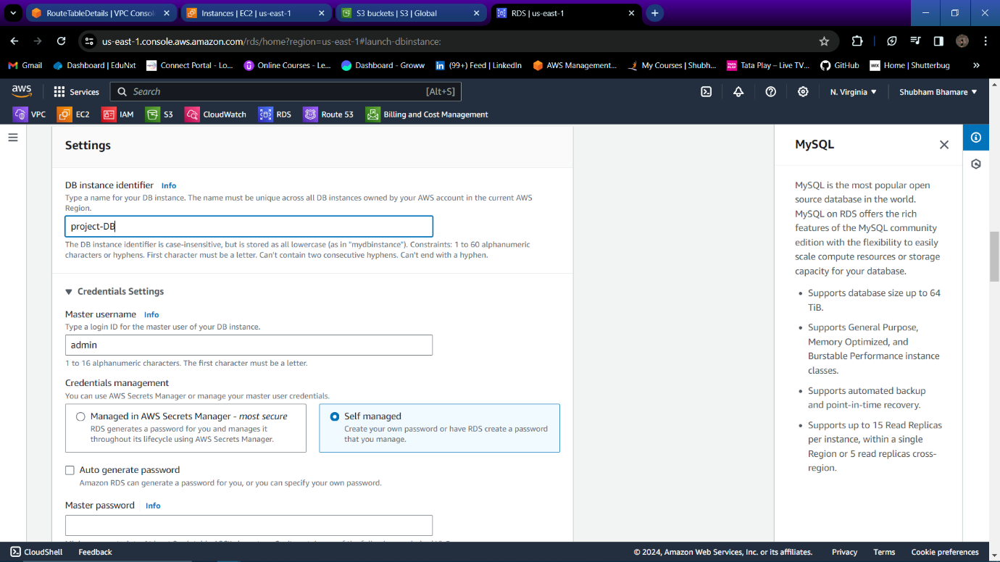 RouteTableDetails | VPC Consol
Instances | EC2 | us-east-1
S3 buckets | S3 | Global
RDS | us-east-1
us-east-1.console.aws.amazon.com/rds/home?region=us-east-1#launch-dbinstance:
Gmail
Dashboard | EduNxt
Connect Portal - Lo...
Online Courses - Le...
Dashboard - Groww
(99+) Feed | LinkedIn
AWS Management...
My Courses | Shubh...
Tata Play – Live TV...
GitHub
Home | Shutterbug
aws
Services
Search
[Alt+S]
N. Virginia
Shubham Bhamare
VPC
EC2
IAM
S3
CloudWatch
RDS
Route 53
Billing and Cost Management
Settings
DB instance identifier Info
Type a name for your DB instance. The name must be unique across all DB instances owned by your AWS account in the current AWS
Region.
project-DB
The DB instance identifier is case-insensitive, but is stored as all lowercase (as in "mydbinstance"). Constraints: 1 to 60 alphanumeric
characters or hyphens. First character must be a letter. Can't contain two consecutive hyphens. Can't end with a hyphen.
Credentials Settings
Master username Info
Type a login ID for the master user of your DB instance.
admin
1 to 16 alphanumeric characters. The first character must be a letter.
Credentials management
You can use AWS Secrets Manager or manage your master user credentials.
Managed in AWS Secrets Manager - most secure
RDS generates a password for you and manages it
throughout its lifecycle using AWS Secrets Manager.
Self managed
Create your own password or have RDS create a password
that you manage.
Auto generate password
Amazon RDS can generate a password for you, or you can specify your own password.
Master password Info
MySQL
MySQL is the most popular open
source database in the world.
MySQL on RDS offers the rich
features of the MySQL community
edition with the flexibility to easily
scale compute resources or storage
capacity for your database.
• Supports database size up to 64
TiB.
• Supports General Purpose,
Memory Optimized, and
Burstable Performance instance
classes.
• Supports automated backup
and point-in-time recovery.
• Supports up to 15 Read Replicas
per instance, within a single
Region or 5 read replicas cross-
region.
CloudShell
Feedback
© 2024, Amazon Web Services, Inc. or its affiliates.
Privacy
Terms
Cookie preferences